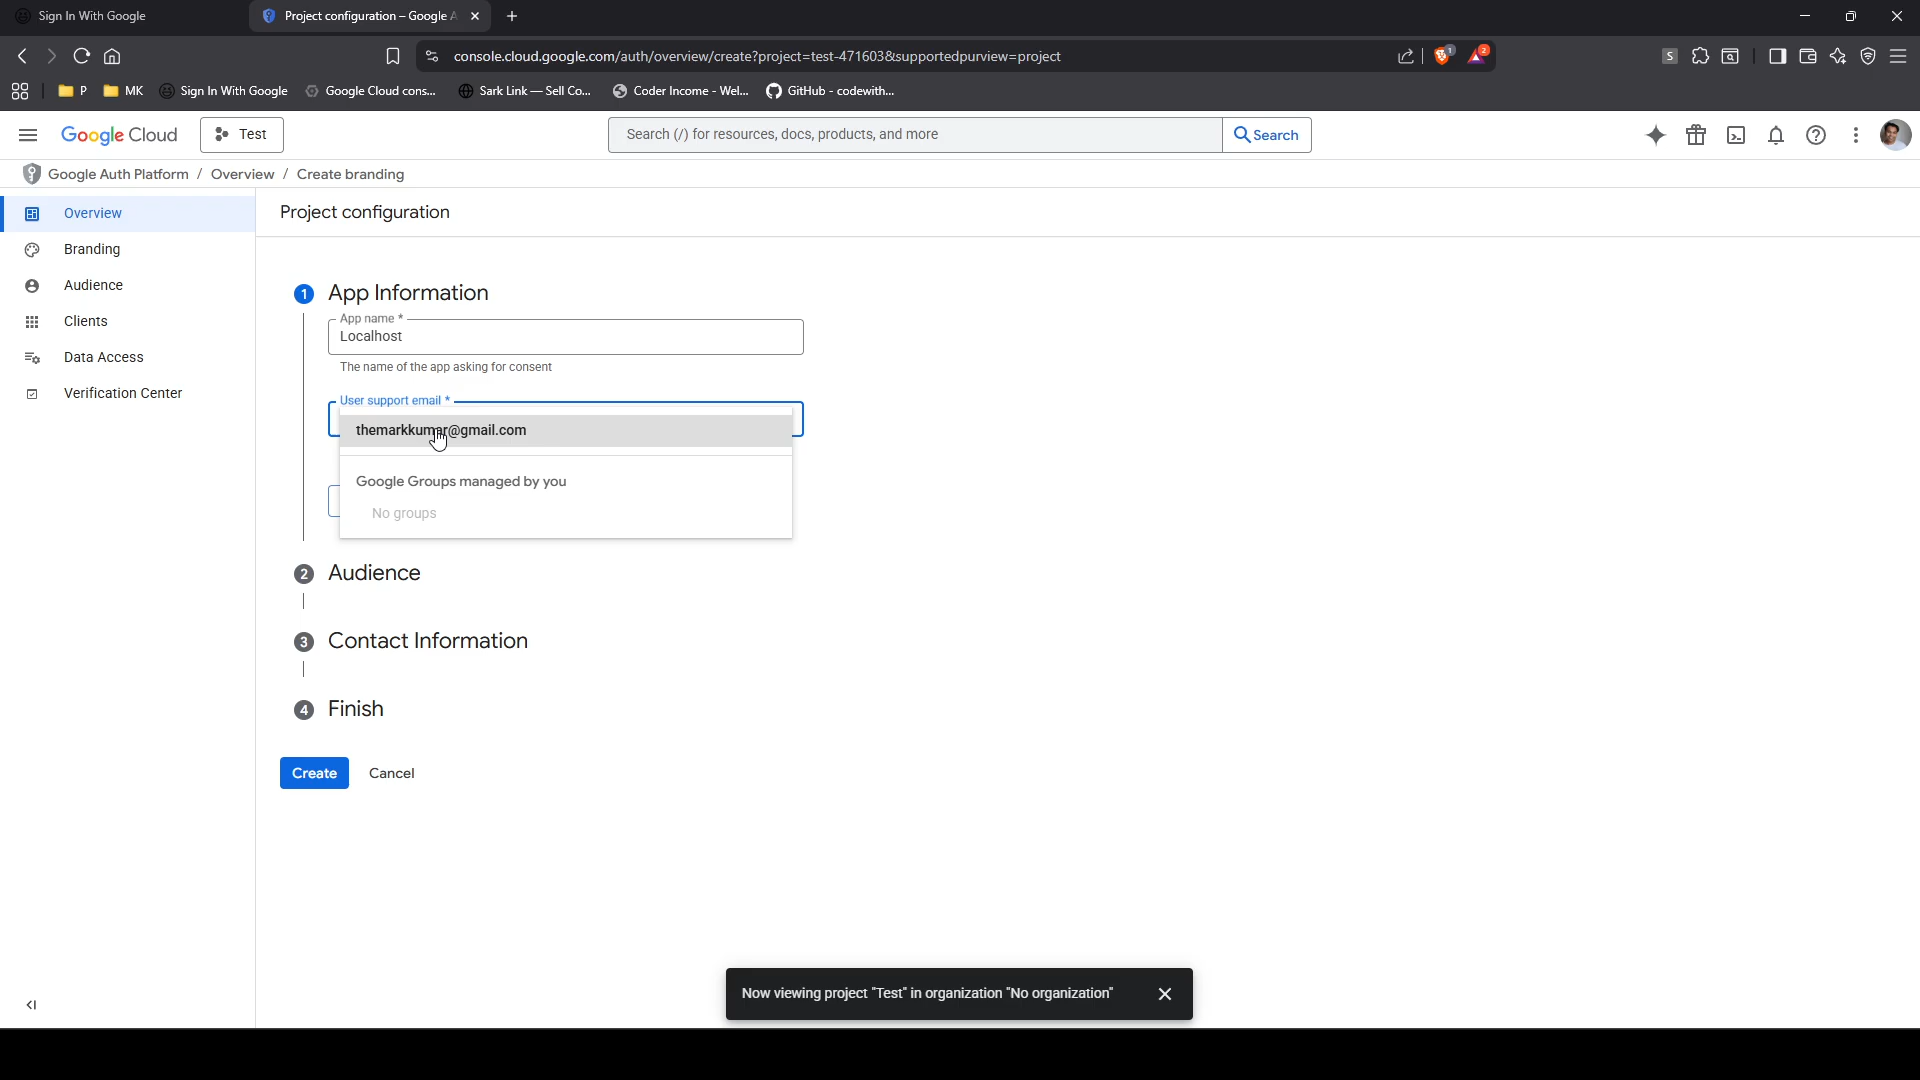 Sign In With Google
Project configuration – Google A
console.cloud.google.com/auth/overview/create?project=test-471603&supportedpurview=project
1
2
S
P
MK
Sign In With Google
Google Cloud cons...
Sark Link — Sell Co...
Coder Income - Wel...
GitHub - codewith...
Google Cloud
Test
Search (/) for resources, docs, products, and more
Search
Google Auth Platform / Overview / Create branding
Overview
Branding
Audience
Clients
Data Access
Verification Center
Project configuration
1 App Information
App name *
Localhost
The name of the app asking for consent
User support email *
themarkkumar@gmail.com
Google Groups managed by you
No groups
2 Audience
3 Contact Information
4 Finish
Create
Cancel
Now viewing project "Test" in organization "No organization"